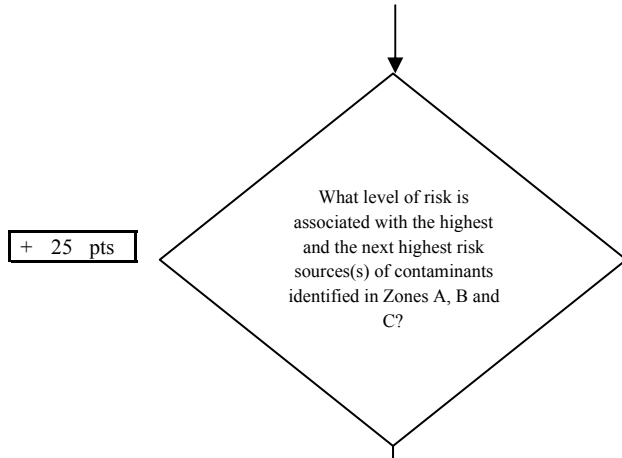 What level of risk is
associated with the highest
and the next highest risk
sources(s) of contaminants
identified in Zones A, B and
C?
+ 25 pts